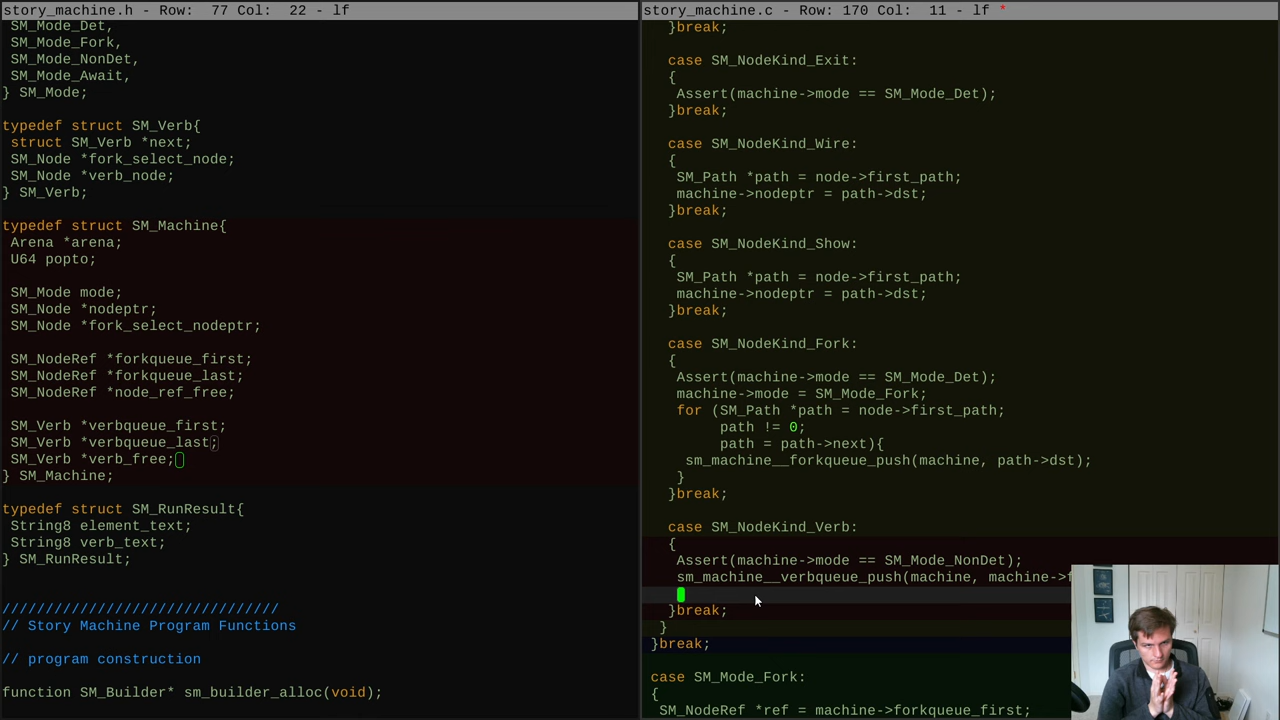 story_machine.h - Row:  77 Col:  22 - lf
SM_Mode_Det,
SM_Mode_Fork,
SM_Mode_NonDet,
SM_Mode_Await,
} SM_Mode;
typedef struct SM_Verb{
struct SM_Verb *next;
SM_Node *fork_select_node;
SM_Node *verb_node;
} SM_Verb;
typedef struct SM_Machine{
Arena *arena;
U64 popto;
SM_Mode mode;
SM_Node *nodeptr;
SM_Node *fork_select_nodeptr;
SM_NodeRef *forkqueue_first;
SM_NodeRef *forkqueue_last;
SM_NodeRef *node_ref_free;
SM_Verb *verbqueue_first;
SM_Verb *verbqueue_last;
SM_Verb *verb_free;
} SM_Machine;
typedef struct SM_RunResult{
String8 element_text;
String8 verb_text;
} SM_RunResult;
////////////////////////////////
// Story Machine Program Functions
// program construction
function SM_Builder* sm_builder_alloc(void);
story_machine.c - Row: 170 Col:  11 - lf *
}break;
case SM_NodeKind_Exit:
{
Assert(machine->mode == SM_Mode_Det);
}break;
case SM_NodeKind_Wire:
{
SM_Path *path = node->first_path;
machine->nodeptr = path->dst;
}break;
case SM_NodeKind_Show:
{
SM_Path *path = node->first_path;
machine->nodeptr = path->dst;
}break;
case SM_NodeKind_Fork:
{
Assert(machine->mode == SM_Mode_Det);
machine->mode = SM_Mode_Fork;
for (SM_Path *path = node->first_path;
path != 0;
path = path->next){
sm_machine__forkqueue_push(machine, path->dst);
}
}break;
case SM_NodeKind_Verb:
{
Assert(machine->mode == SM_Mode_NonDet);
sm_machine__verbqueue_push(machine, machine->f
}break;
}
}break;
case SM_Mode_Fork:
{
SM_NodeRef *ref = machine->forkqueue_first;